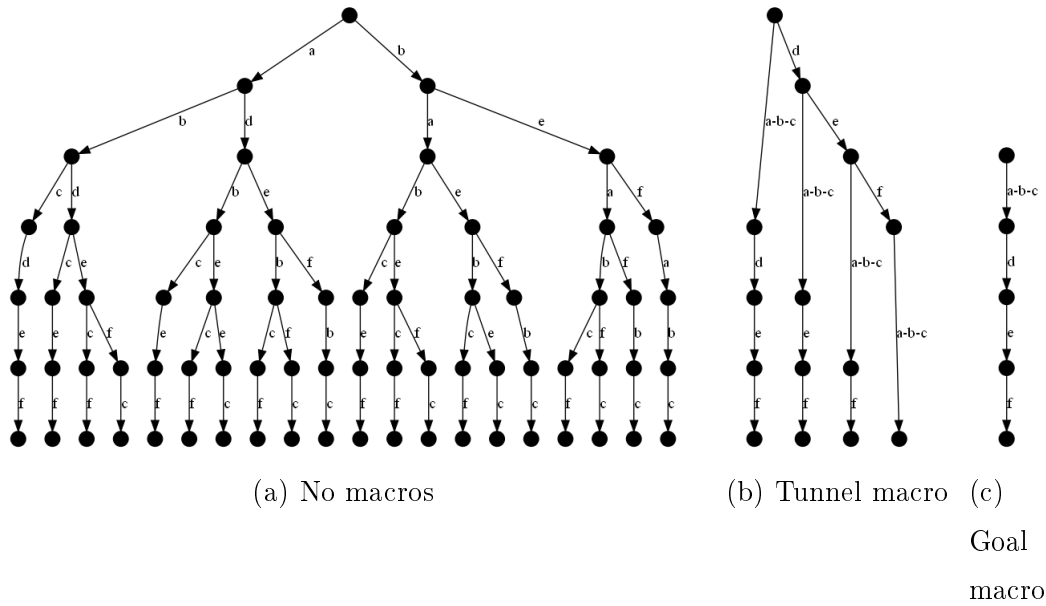 a b d
b d a e a-b-c e
c d b e b e a f a-b-c f a-b-c
d c e c e b f c e b f b f a d a-b-c d
e e c f e c e c f b e c f c e b c f b b e e a-b-c e
f f f c f f c f c c f f c f c c f c c c f f f f
(a) No macros
(b) Tunnel macro
(c)
Goal
macro